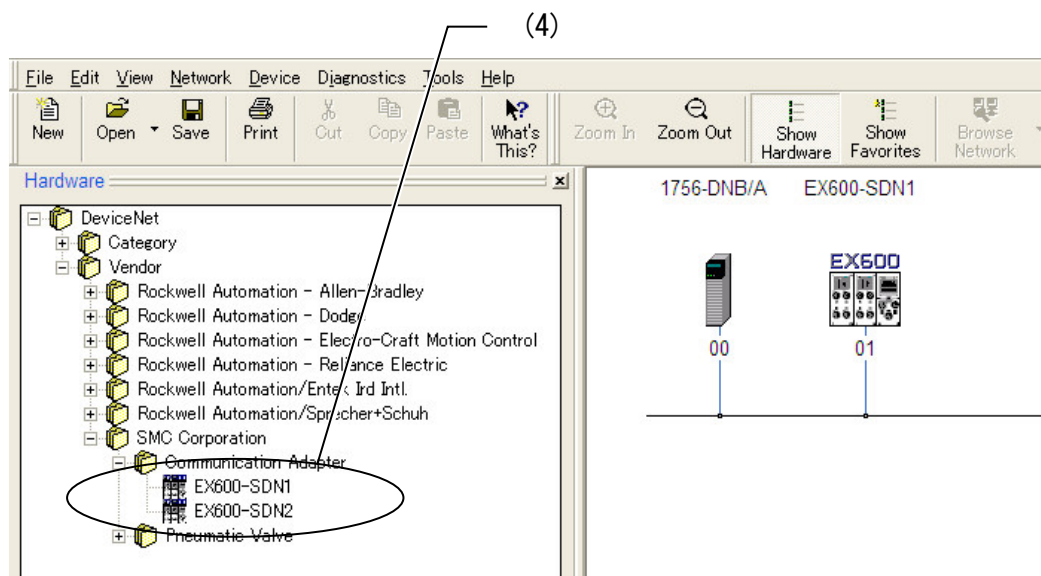 (4)
File Edit View Network Device Diagnostics Tools Help
New Open Save Print Cut Copy Paste What's This? Zoom In Zoom Out Show Hardware Show Favorites Browse Network
Hardware
DeviceNet
Category
Vendor
Rockwell Automation - Allen-Bradley
Rockwell Automation - Dodge
Rockwell Automation - Electro-Craft Motion Control
Rockwell Automation - Reliance Electric
Rockwell Automation/Entek Ird Intl.
Rockwell Automation/Sprecher+Schuh
SMC Corporation
Communication Adapter
EX600-SDN1
EX600-SDN2
Pneumatic Valve
1756-DNB/A EX600-SDN1
EX600
00 01